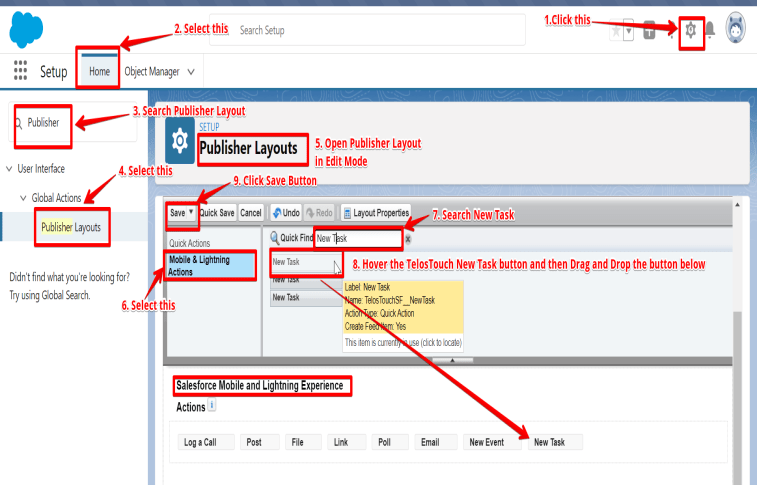 2. Select this
Search Setup
1.Click this
Setup
Home
Object Manager
3. Search Publisher Layout
Publisher
SETUP
Publisher Layouts
5. Open Publisher Layout
in Edit Mode
User Interface
4. Select this
Global Actions
9. Click Save Button
Publisher Layouts
Save
Quick Save
Cancel
Undo
Redo
Layout Properties
7. Search New Task
Quick Actions
Quick Find
New Task
Mobile & Lightning
Actions
New Task
8. Hover the TelosTouch New Task button and then Drag and Drop the button below
Didn't find what you're looking for?
Try using Global Search.
New Task
6. Select this
New Task
Label: New Task
Name: TelosTouchSF__NewTask
Action Type: Quick Action
Create Feed Item: Yes
This item is currently in use (click to locate)
Salesforce Mobile and Lightning Experience
Actions
i
Log a Call
Post
File
Link
Poll
Email
New Event
New Task